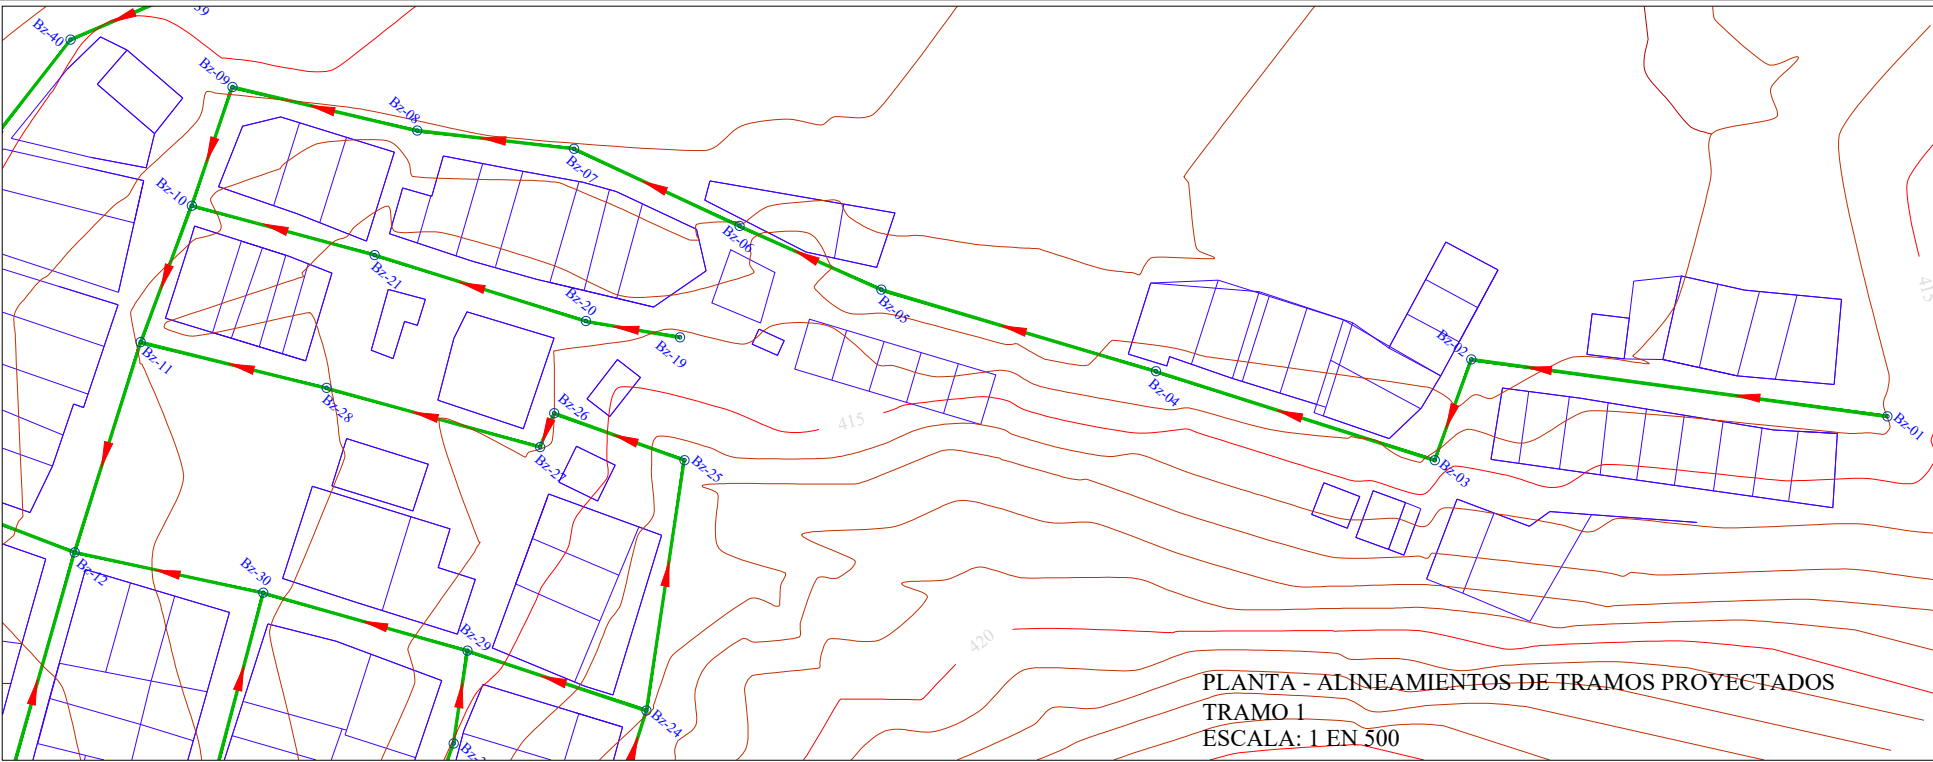 Bz-40
Bz-09
Bz-08
Bz-07
Bz-10
Bz-06
Bz-21
Bz-20
Bz-05
415
Bz-19
Bz-11
Bz-02
Bz-04
Bz-28
Bz-26
415
Bz-01
Bz-27
Bz-25
Bz-03
Bz-12
Bz-30
Bz-29
420
Bz-24
PLANTA - ALINEAMIENTOS DE TRAMOS PROYECTADOS
TRAMO 1
ESCALA: 1 EN 500